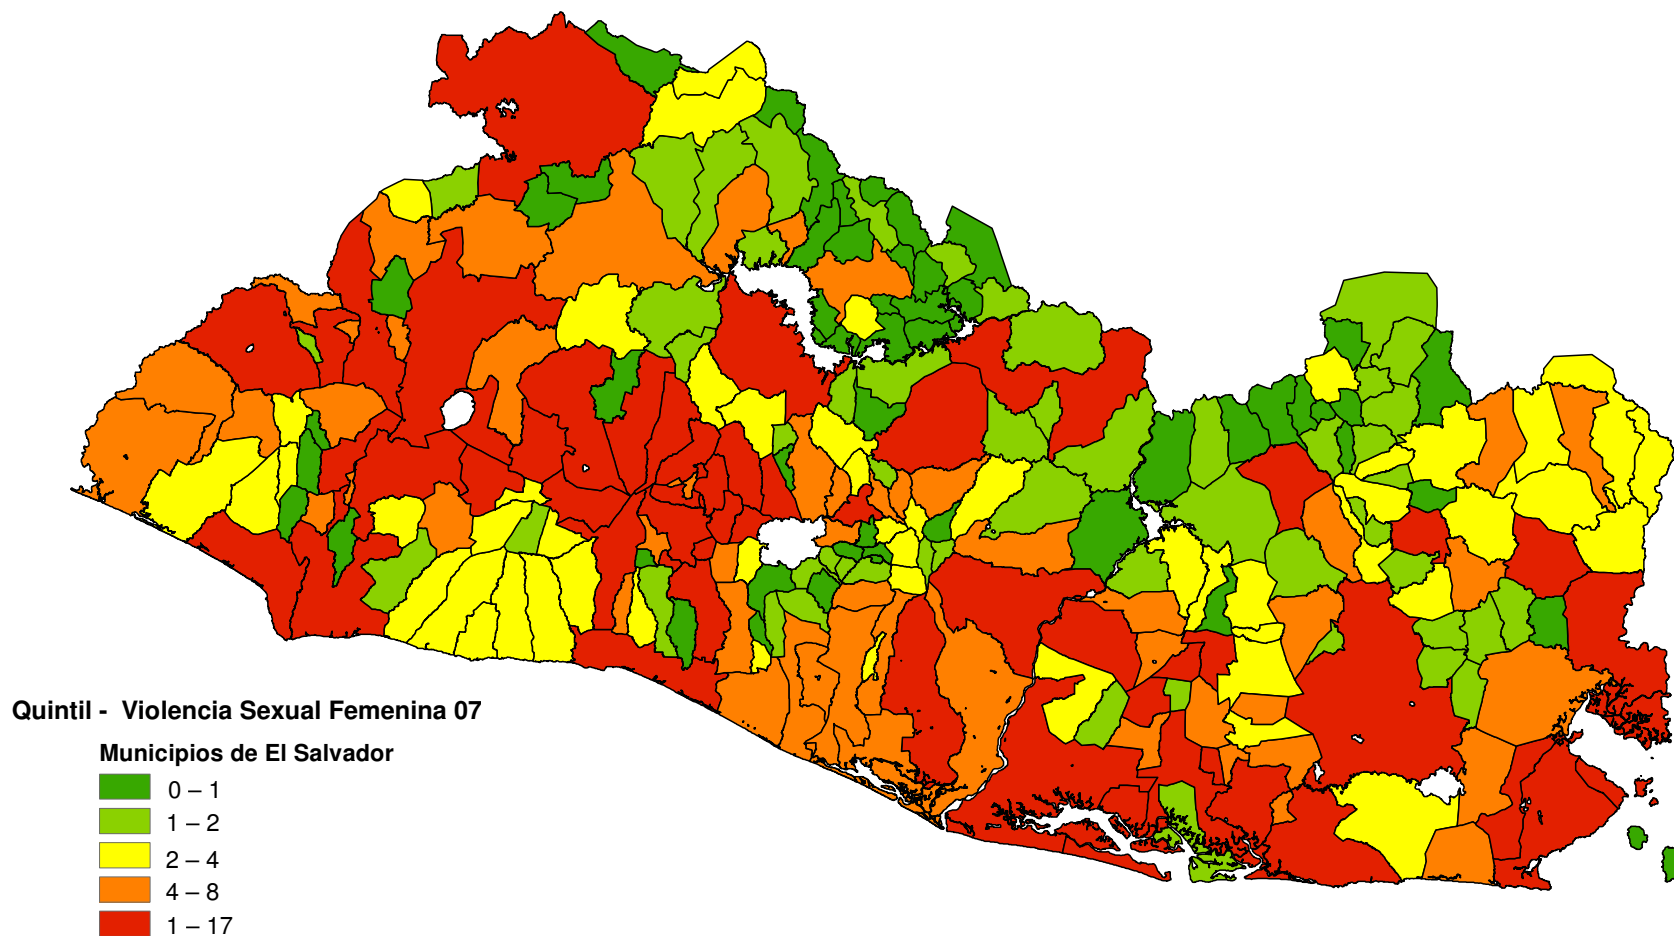 Quintil - Violencia Sexual Femenina 07
Municipios de El Salvador
0 – 1
1 – 2
2 – 4
4 – 8
1 – 17